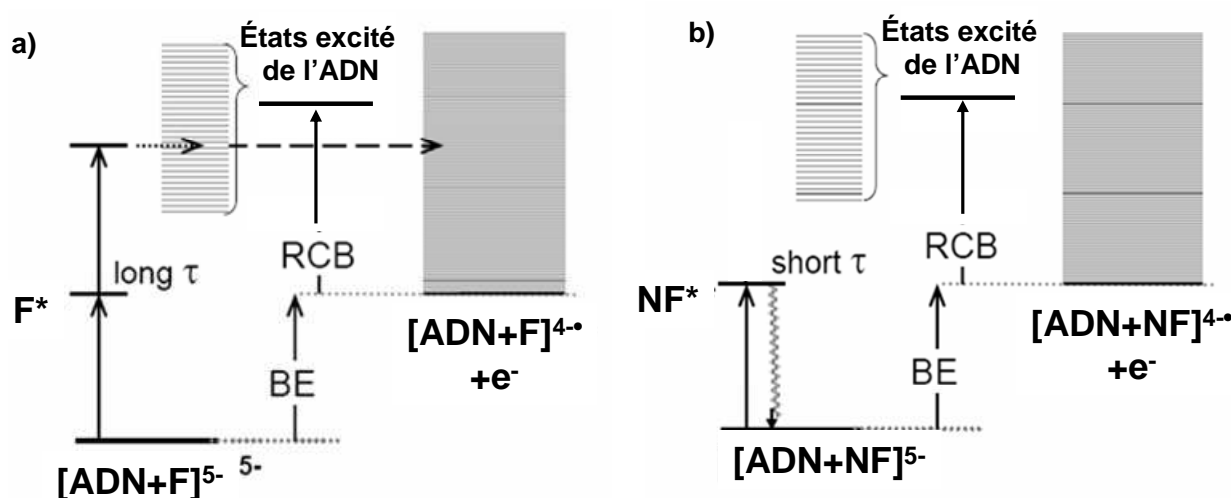 a)
États excité
de l’ADN
long τ
F*
RCB
BE
[ADN+F]4-•
+e-
[ADN+F]5-
5-
b)
États excité
de l’ADN
short τ
NF*
RCB
BE
[ADN+NF]4-•
+e-
[ADN+NF]5-